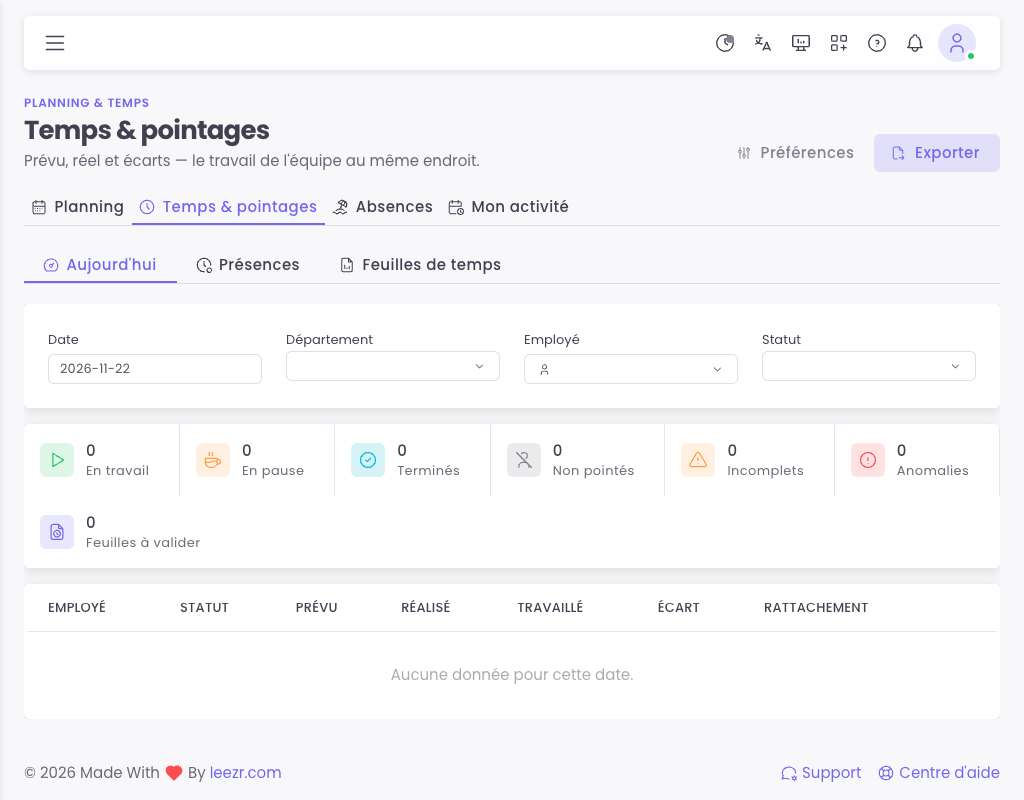 PLANNING & TEMPS
Temps & pointages
Prévu, réel et écarts — le travail de l'équipe au même endroit.
Préférences
Exporter
Planning
Temps & pointages
Absences
Mon activité
Aujourd'hui
Présences
Feuilles de temps
Date
Département
Employé
Statut
2026-11-22
0
En travail
0
En pause
0
Terminés
0
Non pointés
0
Incomplets
0
Anomalies
0
Feuilles à valider
EMPLOYÉ STATUT PRÉVU RÉALISÉ TRAVAILLÉ ÉCART RATTACHEMENT
Aucune donnée pour cette date.
© 2026 Made With By leezr.com
Support
Centre d'aide